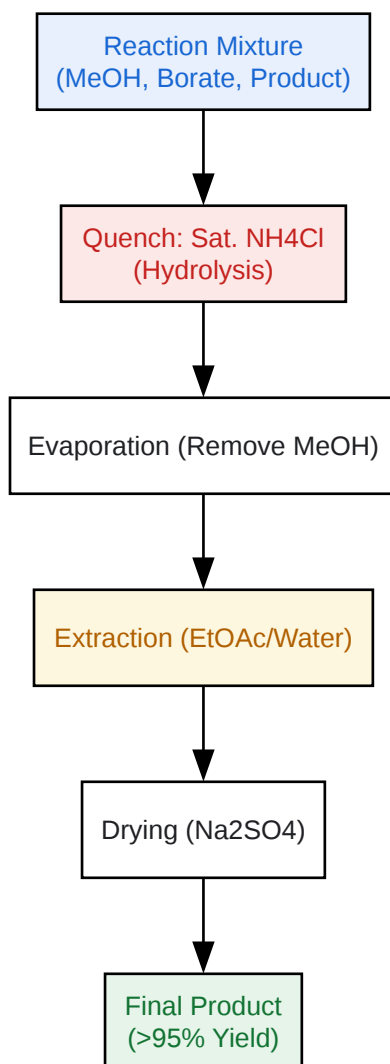 Reaction Mixture
(MeOH, Borate, Product)
Quench: Sat. NH4Cl
(Hydrolysis)
Evaporation (Remove MeOH)
Extraction (EtOAc/Water)
Drying (Na2SO4)
Final Product
(>95% Yield)